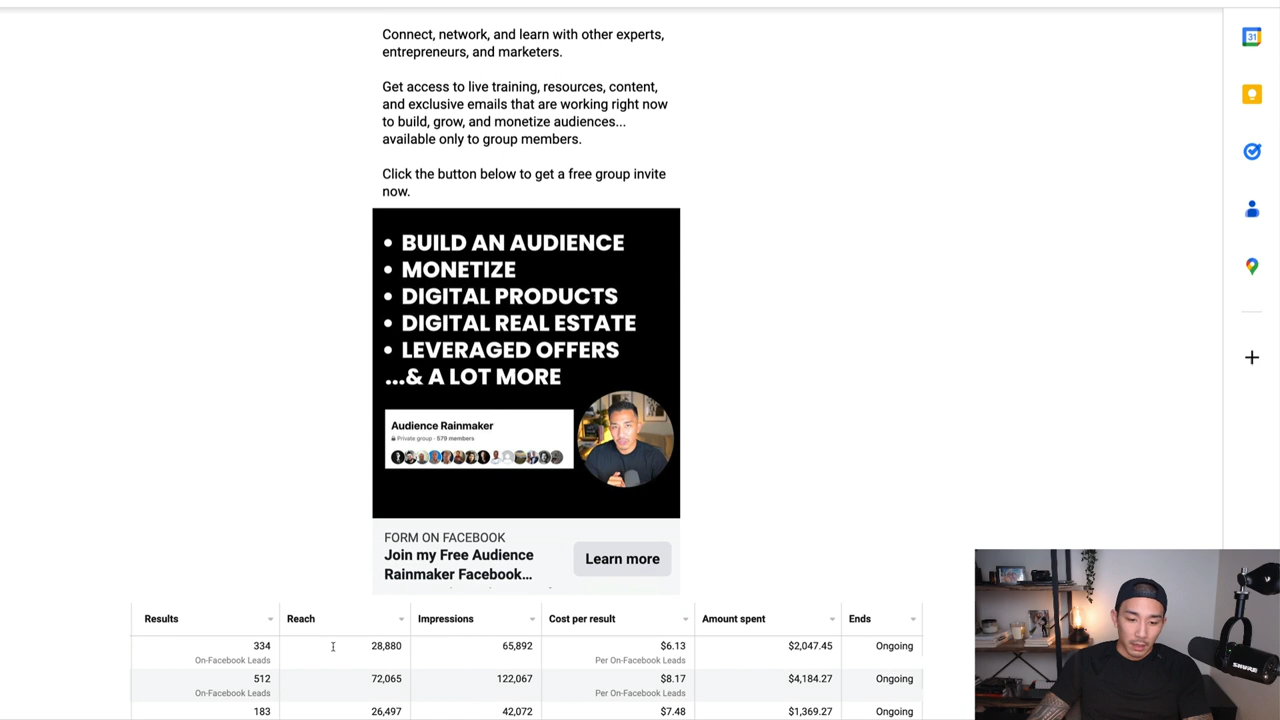 Connect, network, and learn with other experts,
entrepreneurs, and marketers.
Get access to live training, resources, content,
and exclusive emails that are working right now
to build, grow, and monetize audiences...
available only to group members.
Click the button below to get a free group invite
now.
• BUILD AN AUDIENCE
• MONETIZE
• DIGITAL PRODUCTS
• DIGITAL REAL ESTATE
• LEVERAGED OFFERS
...& A LOT MORE
Audience Rainmaker
Private group · 579 members
FORM ON FACEBOOK
Join my Free Audience
Rainmaker Facebook...
Learn more
Results Reach Impressions Cost per result Amount spent Ends
334 28,880 65,892 $6.13 $2,047.45 Ongoing
On-Facebook Leads Per On-Facebook Leads
512 72,065 122,067 $8.17 $4,184.27 Ongoing
On-Facebook Leads Per On-Facebook Leads
183 26,497 42,072 $7.48 $1,369.27 Ongoing
31
SHURE